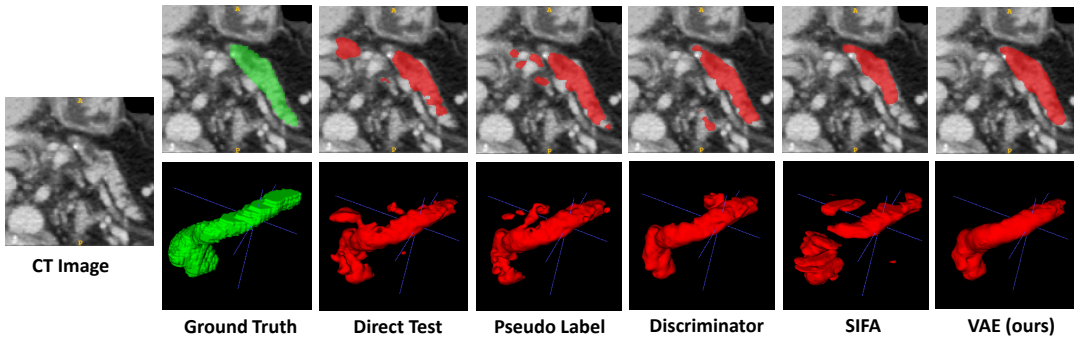 A A A A A A
A
P P P P P P
P
CT Image
Ground Truth Direct Test Pseudo Label Discriminator SIFA VAE (ours)